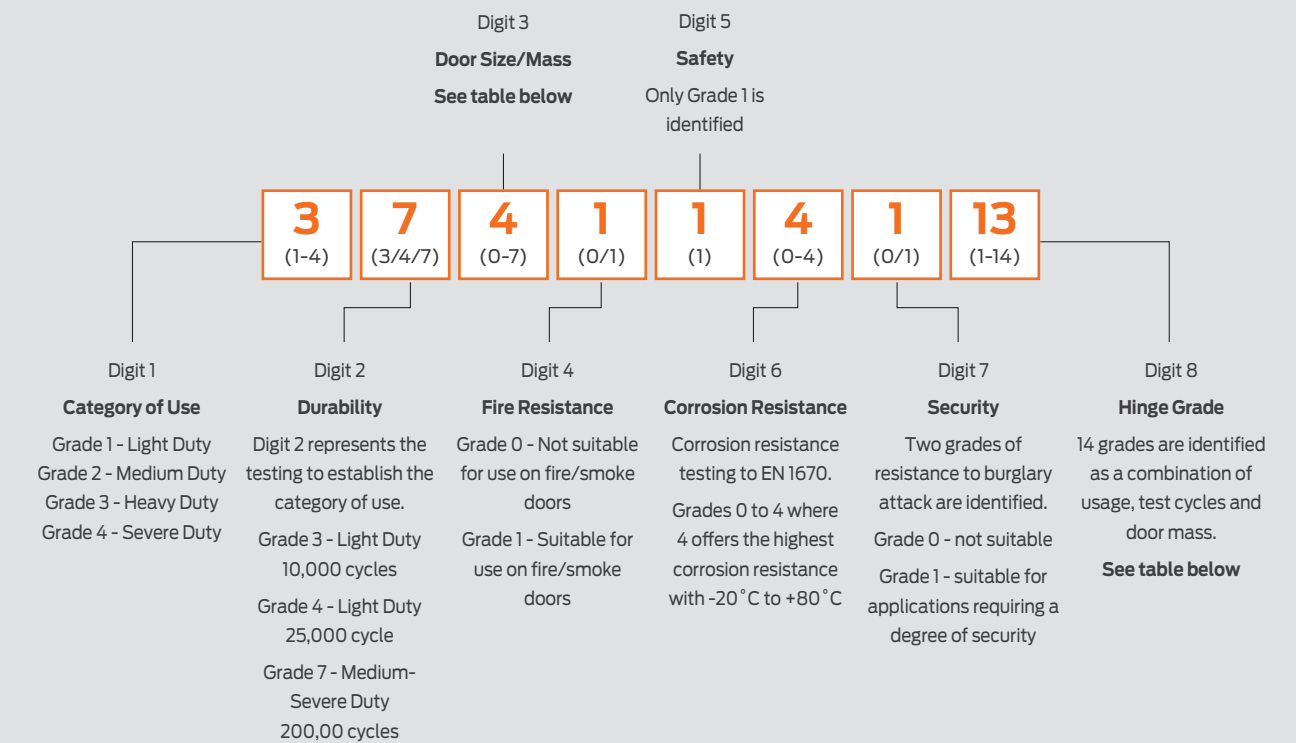 Digit 3
Door Size/Mass
See table below
Digit 5
Safety
Only Grade 1 is
identified
3
(1-4)
7
(3/4/7)
4
(0-7)
1
(0/1)
1
(1)
4
(0-4)
1
(0/1)
13
(1-14)
Digit 1
Category of Use
Grade 1 - Light Duty
Grade 2 - Medium Duty
Grade 3 - Heavy Duty
Grade 4 - Severe Duty
Digit 2
Durability
Digit 2 represents the
testing to establish the
category of use.
Grade 3 - Light Duty
10,000 cycles
Grade 4 - Light Duty
25,000 cycle
Grade 7 - Medium-
Severe Duty
200,00 cycles
Digit 4
Fire Resistance
Grade 0 - Not suitable
for use on fire/smoke
doors
Grade 1 - Suitable for
use on fire/smoke
doors
Digit 6
Corrosion Resistance
Corrosion resistance
testing to EN 1670.
Grades 0 to 4 where
4 offers the highest
corrosion resistance
with -20˚C to +80˚C
Digit 7
Security
Two grades of
resistance to burglary
attack are identified.
Grade 0 - not suitable
Grade 1 - suitable for
applications requiring a
degree of security
Digit 8
Hinge Grade
14 grades are identified
as a combination of
usage, test cycles and
door mass.
See table below